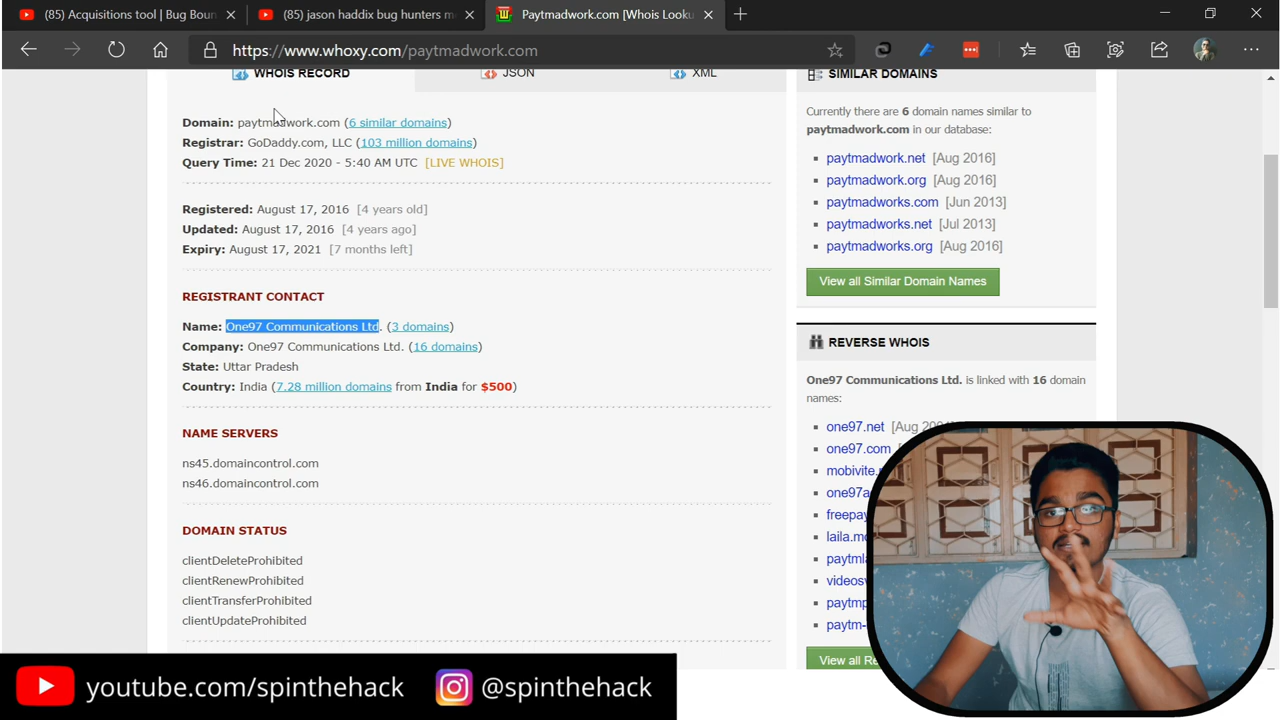 (85) Acquisitions tool | Bug Boun
(85) jason haddix bug hunters m
Paytmadwork.com [Whois Looku
https://www.whoxy.com/paytmadwork.com
WHOIS RECORD
JSON
XML
Domain: paytmadwork.com (6 similar domains)
Registrar: GoDaddy.com, LLC (103 million domains)
Query Time: 21 Dec 2020 - 5:40 AM UTC [LIVE WHOIS]
Registered: August 17, 2016 [4 years old]
Updated: August 17, 2016 [4 years ago]
Expiry: August 17, 2021 [7 months left]
REGISTRANT CONTACT
Name: One97 Communications Ltd. (3 domains)
Company: One97 Communications Ltd. (16 domains)
State: Uttar Pradesh
Country: India (7.28 million domains from India for $500)
NAME SERVERS
ns45.domaincontrol.com
ns46.domaincontrol.com
DOMAIN STATUS
clientDeleteProhibited
clientRenewProhibited
clientTransferProhibited
clientUpdateProhibited
SIMILAR DOMAINS
Currently there are 6 domain names similar to
paytmadwork.com in our database:
paytmadwork.net [Aug 2016]
paytmadwork.org [Aug 2016]
paytmadworks.com [Jun 2013]
paytmadworks.net [Jul 2013]
paytmadworks.org [Aug 2016]
View all Similar Domain Names
REVERSE WHOIS
One97 Communications Ltd. is linked with 16 domain
names:
one97.net [Aug
one97.com
mobivite.
one97a
freepay
laila.mo
paytmla
videos
paytmp
paytm-
View all Re
youtube.com/spinthehack
@spinthehack